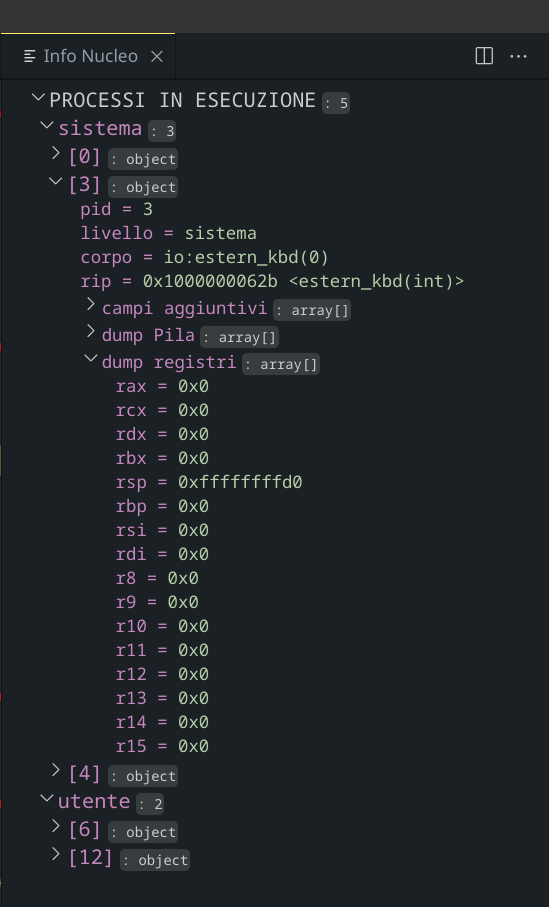 Info Nucleo
PROCESSI IN ESECUZIONE : 5
sistema : 3
[0] : object
[3] : object
pid = 3
livello = sistema
corpo = io:estern_kbd(0)
rip = 0x1000000062b <estern_kbd(int)>
campi aggiuntivi : array[]
dump Pila : array[]
dump registri : array[]
rax = 0x0
rcx = 0x0
rdx = 0x0
rbx = 0x0
rsp = 0xffffffffd0
rbp = 0x0
rsi = 0x0
rdi = 0x0
r8 = 0x0
r9 = 0x0
r10 = 0x0
r11 = 0x0
r12 = 0x0
r13 = 0x0
r14 = 0x0
r15 = 0x0
[4] : object
utente : 2
[6] : object
[12] : object